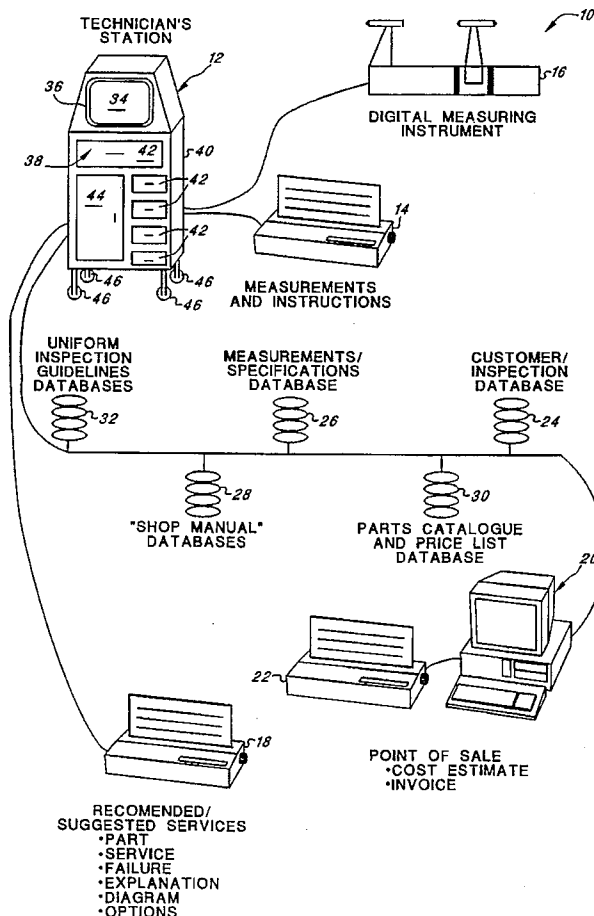 TECHNICIAN'S
STATION
10
12
36
34
16
DIGITAL MEASURING
INSTRUMENT
38
42
40
44
42
42
14
46
46
46
46
MEASUREMENTS
AND INSTRUCTIONS
UNIFORM
INSPECTION
GUIDELINES
DATABASES
32
MEASUREMENTS/
SPECIFICATIONS
DATABASE
26
CUSTOMER/
INSPECTION
DATABASE
24
28
"SHOP MANUAL"
DATABASES
30
PARTS CATALOGUE
AND PRICE LIST
DATABASE
20
22
18
POINT OF SALE
•COST ESTIMATE
•INVOICE
RECOMENDED/
SUGGESTED SERVICES
•PART
•SERVICE
•FAILURE
•EXPLANATION
•DIAGRAM
•OPTIONS